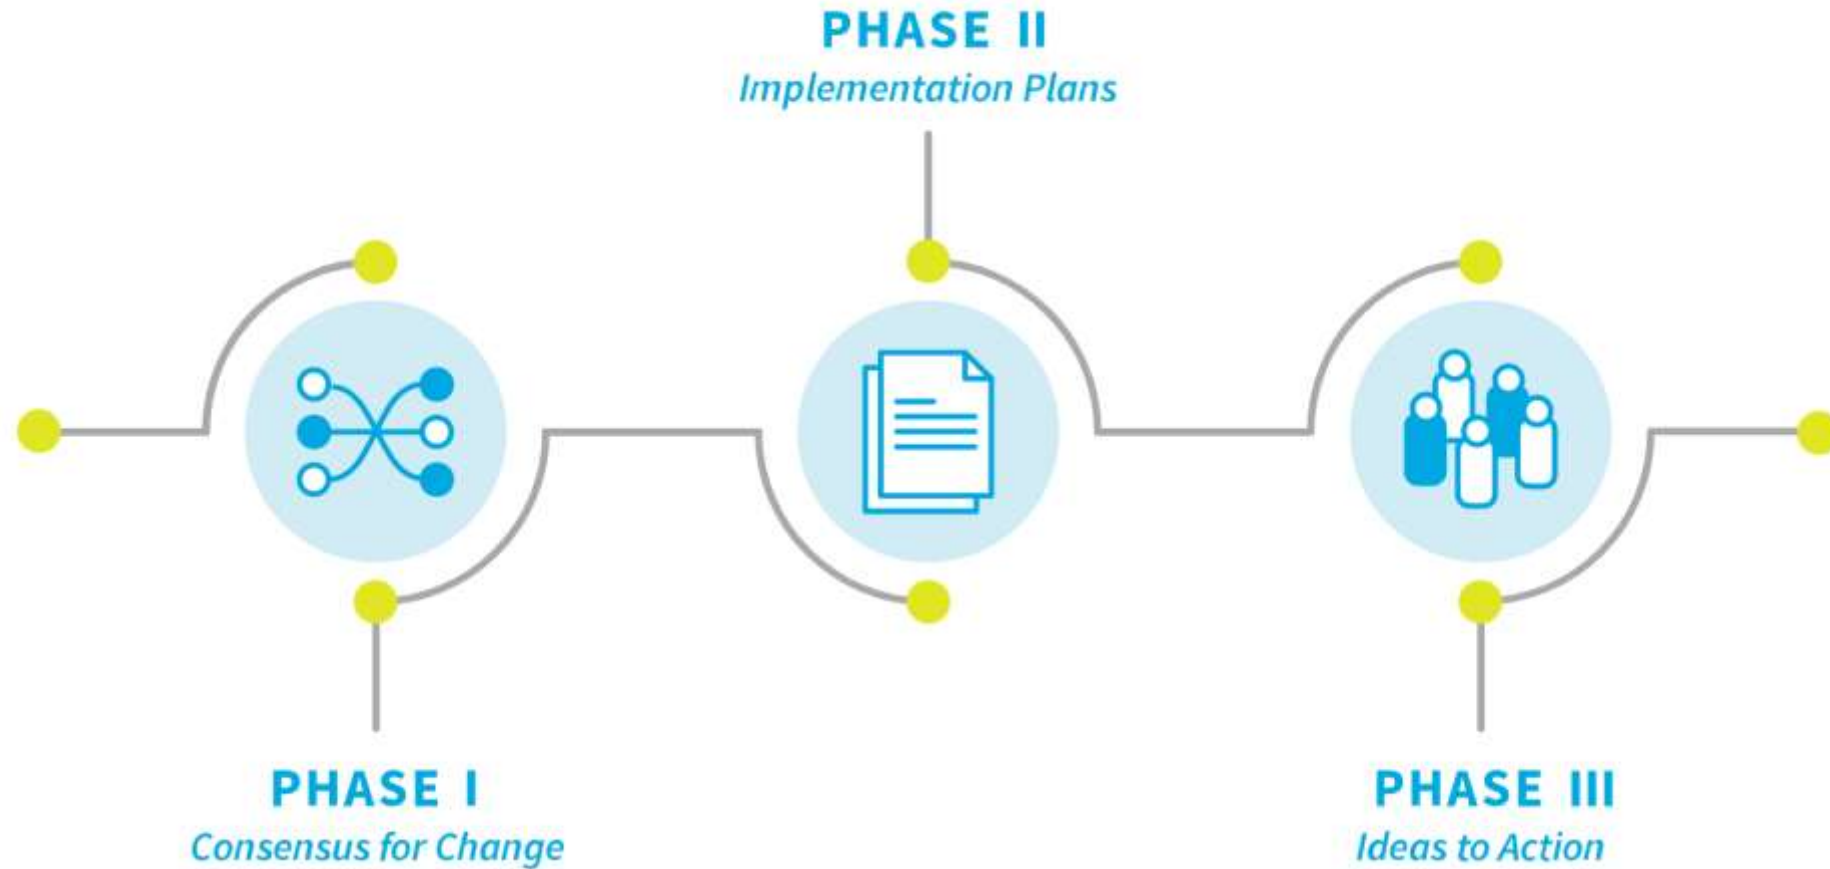 PHASE II
Implementation Plans
PHASE I
Consensus for Change
PHASE III
Ideas to Action